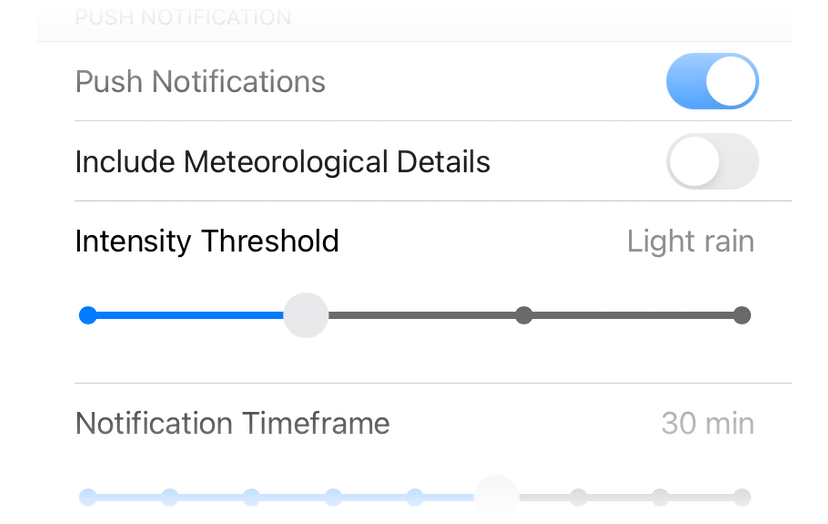 PUSH NOTIFICATION
Push Notifications
Include Meteorological Details
Intensity Threshold Light rain
Notification Timeframe 30 min